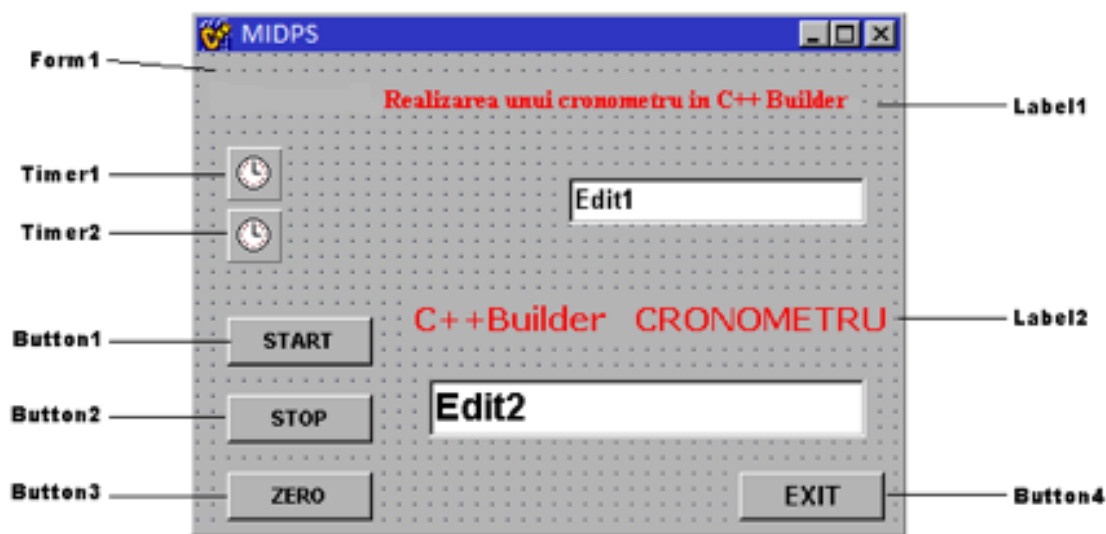 MIDPS
Form1
Realizarea unui cronometru in C++ Builder
Label1
Timer1
Edit1
Timer2
C++Builder CRONOMETRU
Label2
Button1
START
Button2
STOP
Edit2
Button3
ZERO
EXIT
Button4